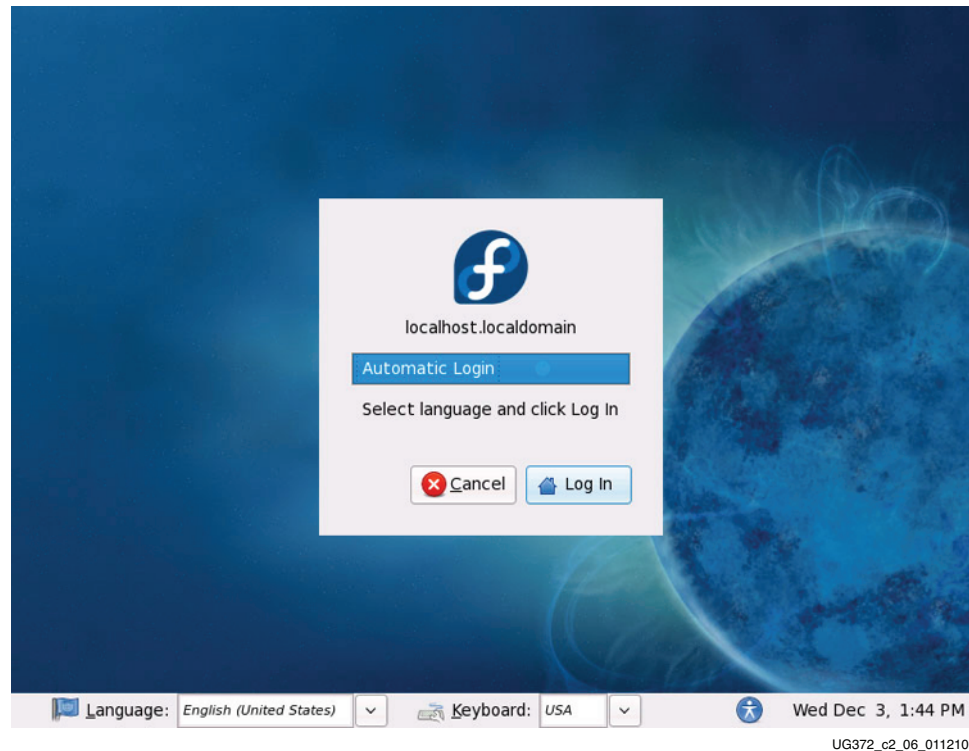 localhost.localdomain
Automatic Login
Select language and click Log In
Cancel
Log In
Language: English (United States) Keyboard: USA Wed Dec 3, 1:44 PM
UG372_c2_06_011210